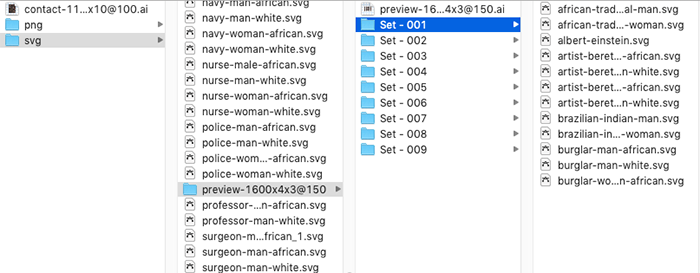 contact-11...x10@100.ai
png
svg
navy-man-african.svg
navy-man-white.svg
navy-woman-african.svg
navy-woman-white.svg
nurse-male-african.svg
nurse-man-white.svg
nurse-woman-african.svg
nurse-woman-white.svg
police-man-african.svg
police-man-white.svg
police-wom...-african.svg
police-woman-white.svg
preview-1600x4x3@150
professor-...n-african.svg
professor-man-white.svg
surgeon-m...frican_1.svg
surgeon-man-african.svg
surgeon-man-white.svg
preview-16...4x3@150.ai
Set - 001
Set - 002
Set - 003
Set - 004
Set - 005
Set - 006
Set - 007
Set - 008
Set - 009
african-trad...al-man.svg
african-trad...-woman.svg
albert-einstein.svg
artist-beret...-african.svg
artist-beret...n-white.svg
artist-beret...-african.svg
artist-beret...n-white.svg
brazilian-indian-man.svg
brazilian-in...-woman.svg
burglar-man-african.svg
burglar-man-white.svg
burglar-wo...n-african.svg